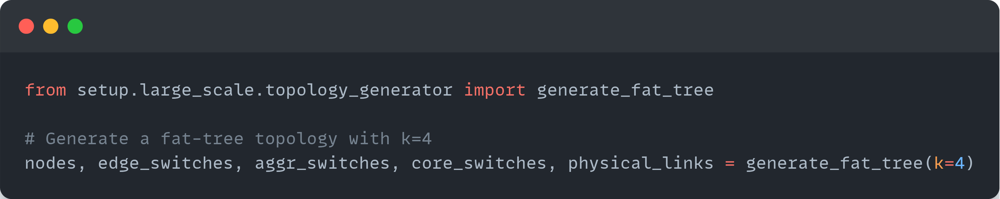 from setup.large_scale.topology_generator import generate_fat_tree
# Generate a fat-tree topology with k=4
nodes, edge_switches, aggr_switches, core_switches, physical_links = generate_fat_tree(k=4)